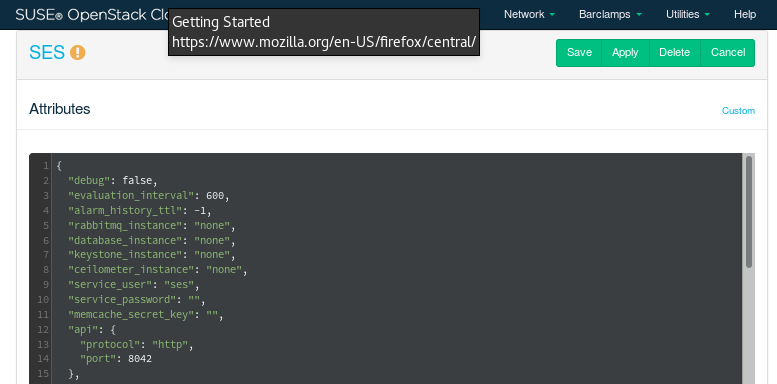 SUSE® OpenStack Clo
Network Barclamps Utilities Help
Getting Started
https://www.mozilla.org/en-US/firefox/central/
SES
Save Apply Delete Cancel
Attributes
Custom
1 {
2 "debug": false,
3 "evaluation_interval": 600,
4 "alarm_history_ttl": -1,
5 "rabbitmq_instance": "none",
6 "database_instance": "none",
7 "keystone_instance": "none",
8 "ceilometer_instance": "none",
9 "service_user": "ses",
10 "service_password": "",
11 "memcache_secret_key": "",
12 "api": {
13 "protocol": "http",
14 "port": 8042
15 },